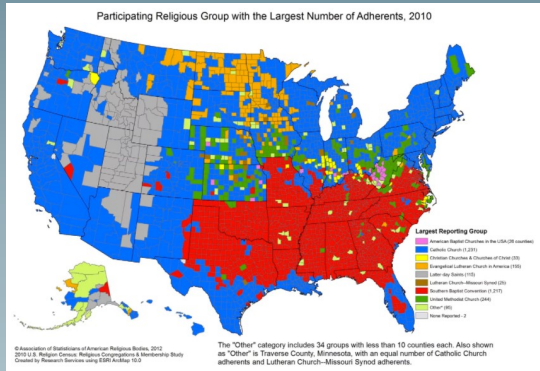 Participating Religious Group with the Largest Number of Adherents, 2010
Largest Reporting Group
American Baptist Churches in the USA (26 counties)
Catholic Church (1,231)
Christian Churches & Churches of Christ (33)
Evangelical Lutheran Church in America (155)
Latter-day Saints (115)
Lutheran Church--Missouri Synod (25)
Southern Baptist Convention (1,217)
United Methodist Church (244)
None Reported - 2
The "Other" category includes 34 groups with less than 10 counties each. Also shown
as "Other" is Traverse County, Minnesota, with an equal number of Catholic Church
adherents and Lutheran Church--Missouri Synod adherents.
© Association of Statisticians of American Religious Bodies, 2012
2010 U.S. Religion Census: Religious Congregations & Membership Study
Created by Research Services using ESRI ArcMap 10.0